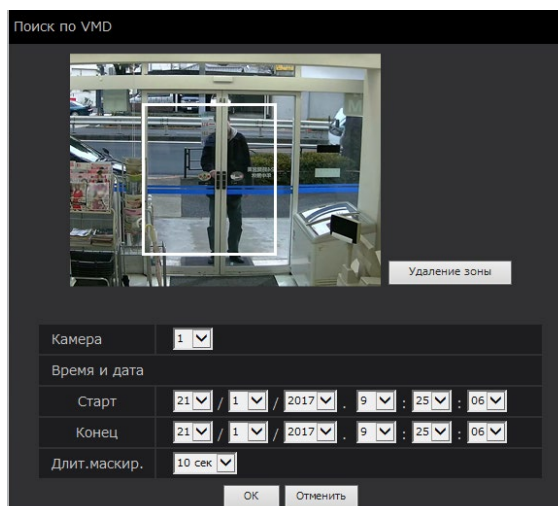 Поиск по VMD
Удаление зоны
Камера 1
Время и дата
Старт 21 / 1 / 2017 . 9 : 25 : 06
Конец 21 / 1 / 2017 . 9 : 25 : 06
Длит.маскир. 10 сек
ОК Отменить